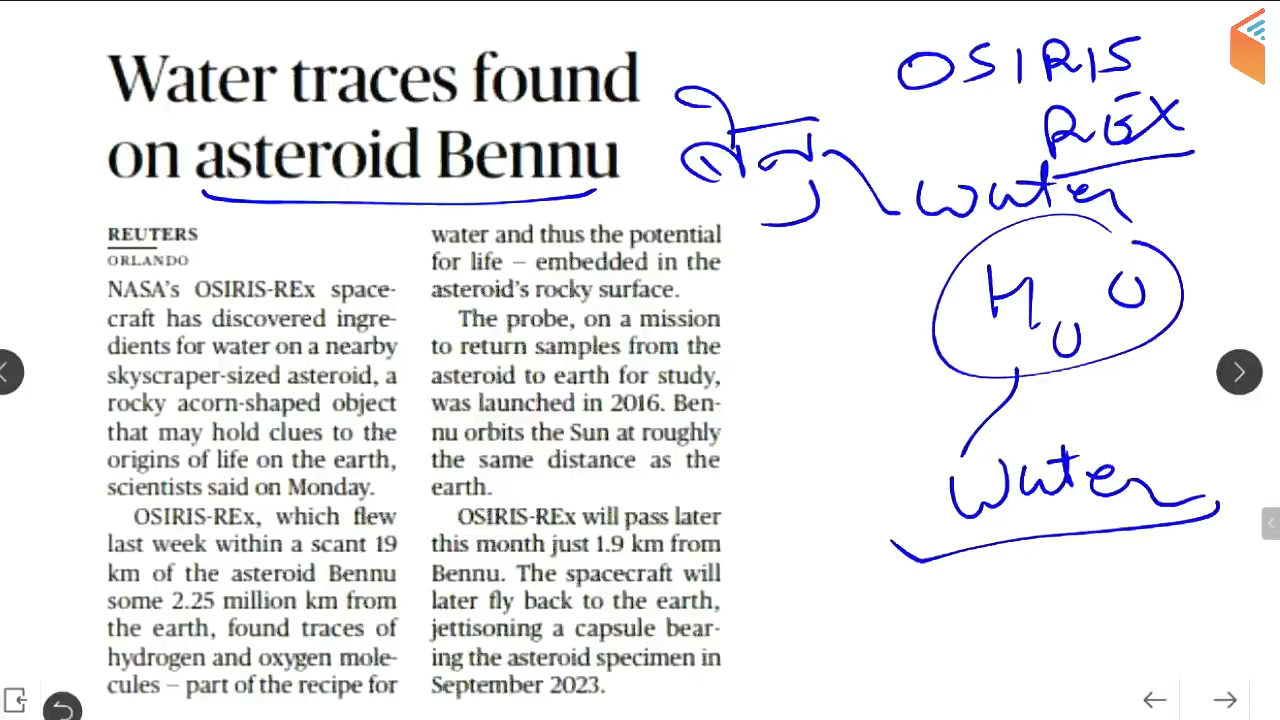 Water traces found
on asteroid Bennu
REUTERS
ORLANDO
NASA's OSIRIS-REx space-
craft has discovered ingre-
dients for water on a nearby
skyscraper-sized asteroid, a
rocky acorn-shaped object
that may hold clues to the
origins of life on the earth,
scientists said on Monday.
OSIRIS-REx, which flew
last week within a scant 19
km of the asteroid Bennu
some 2.25 million km from
the earth, found traces of
hydrogen and oxygen mole-
cules – part of the recipe for
water and thus the potential
for life – embedded in the
asteroid's rocky surface.
The probe, on a mission
to return samples from the
asteroid to earth for study,
was launched in 2016. Ben-
nu orbits the Sun at roughly
the same distance as the
earth.
OSIRIS-REx will pass later
this month just 1.9 km from
Bennu. The spacecraft will
later fly back to the earth,
jettisoning a capsule bear-
ing the asteroid specimen in
September 2023.
OSIRIS
REX
बेनु
water
H O
O
water